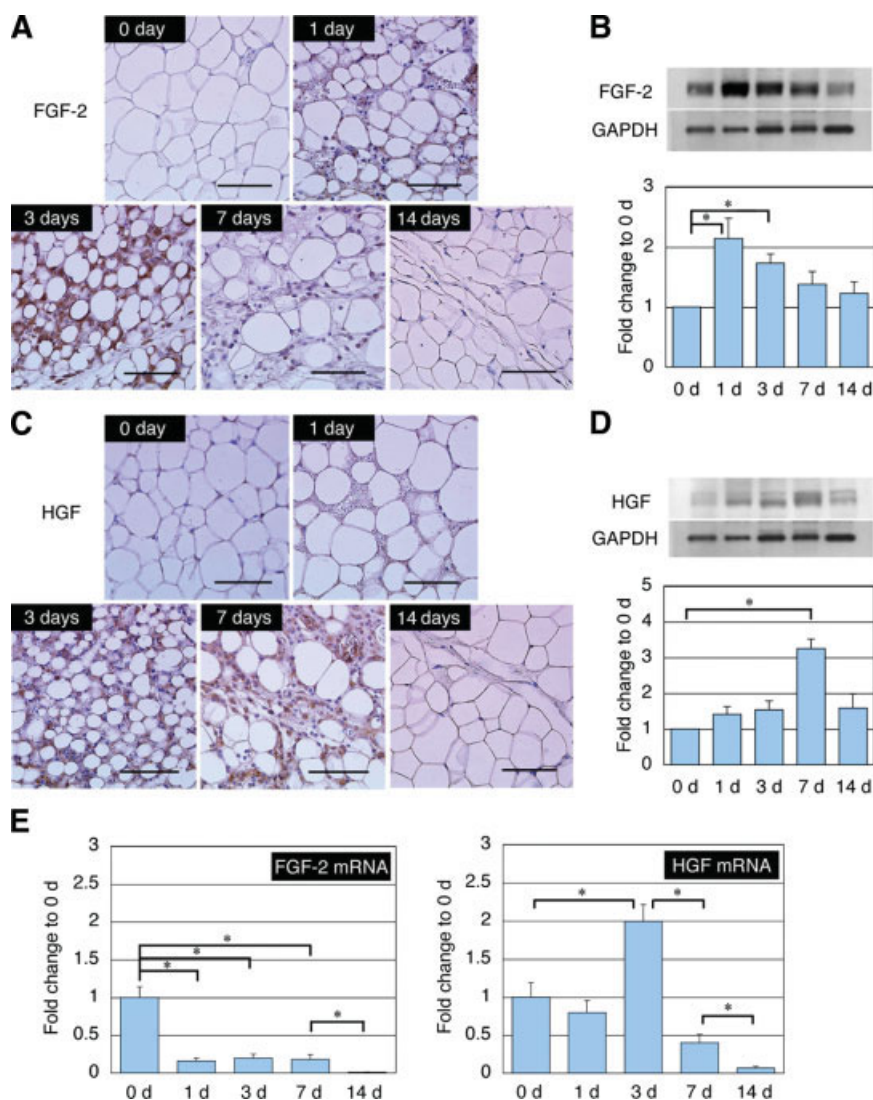 A
0 day
1 day
FGF-2
3 days
7 days
14 days
B
FGF-2
GAPDH
Fold change to 0 d
3
2
1
0
* *
0 d 1 d 3 d 7 d 14 d
C
0 day
1 day
HGF
3 days
7 days
14 days
D
HGF
GAPDH
Fold change to 0 d
5
4
3
2
1
0
*
0 d 1 d 3 d 7 d 14 d
E
FGF-2 mRNA
Fold change to 0 d
3
2.5
2
1.5
1
0.5
0
*
*
*
*
0 d 1 d 3 d 7 d 14 d
HGF mRNA
Fold change to 0 d
3
2.5
2
1.5
1
0.5
0
* *
*
0 d 1 d 3 d 7 d 14 d